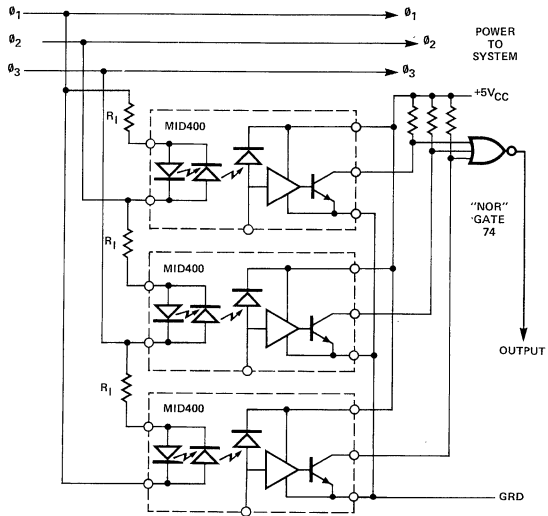 Ø1
Ø1
Ø2
Ø2
Ø3
Ø3
POWER
TO
SYSTEM
+5VCC
RI
MID400
"NOR"
GATE
74
RI
MID400
OUTPUT
RI
MID400
GRD